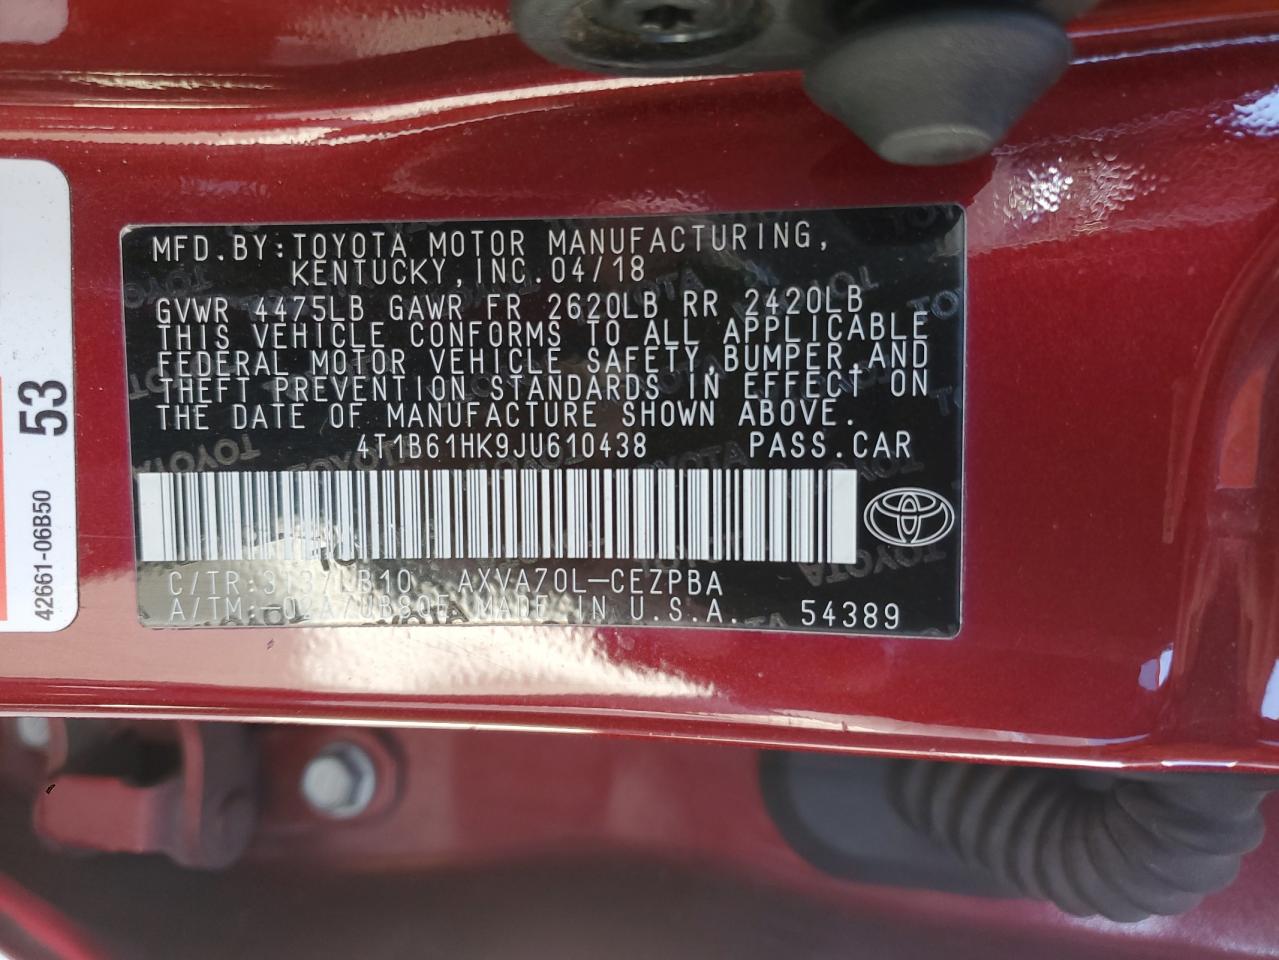 MFD.BY:TOYOTA MOTOR MANUFACTURING,
KENTUCKY,INC.04/18
GVWR 4475LB GAWR FR 2620LB RR 2420LB
THIS VEHICLE CONFORMS TO ALL APPLICABLE
FEDERAL MOTOR VEHICLE SAFETY,BUMPER,AND
THEFT PREVENTION STANDARDS IN EFFECT ON
THE DATE OF MANUFACTURE SHOWN ABOVE.
4T1B61HK9JU610438 PASS.CAR
C/TR: AXVA70L-CEZPBA
A/TM: MADE IN U.S.A. 54389
53
42661-06B50